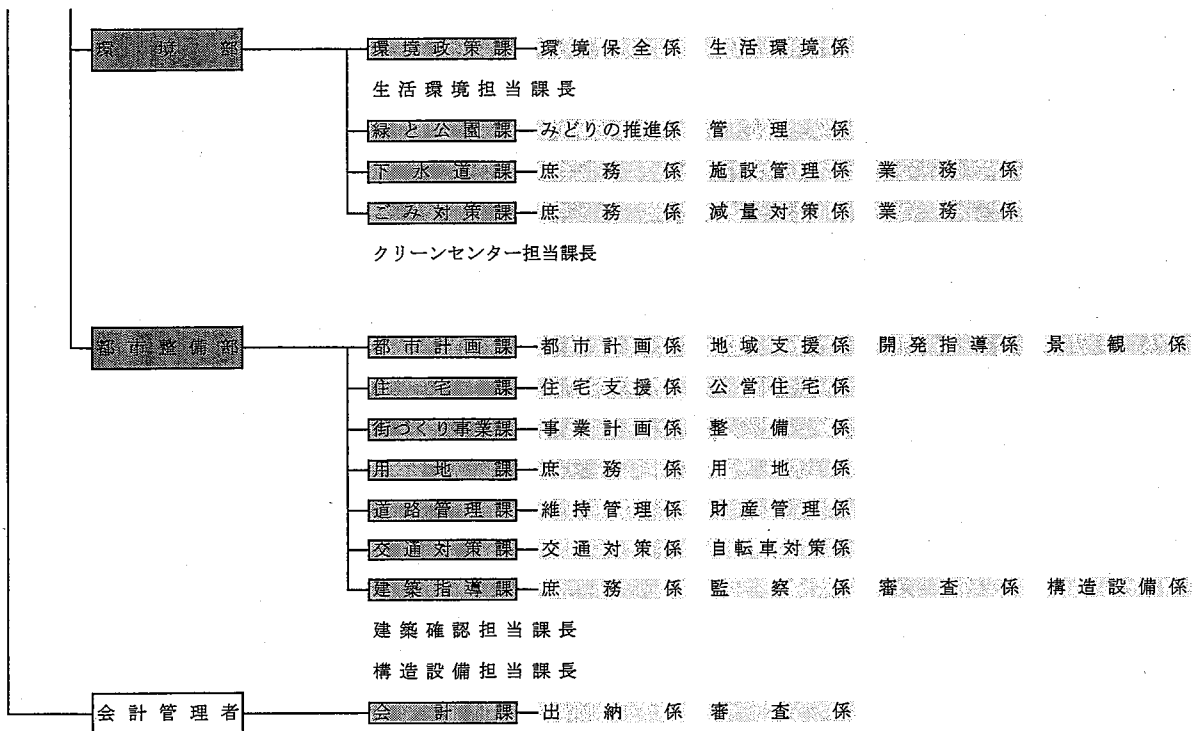 環境部 環境政策課 環境保全係 生活環境係
生活環境担当課長
緑と公園課 みどりの推進係 管理係
下水道課 庶務係 施設管理係 業務係
ごみ対策課 庶務係 減量対策係 業務係
クリーンセンター担当課長
都市整備部 都市計画課 都市計画係 地域支援係 開発指導係 景観係
住宅課 住宅支援係 公営住宅係
街づくり事業課 事業計画係 整備係
用地課 庶務係 用地係
道路管理課 維持管理係 財産管理係
交通対策課 交通対策係 自転車対策係
建築指導課 庶務係 監察係 審査係 構造設備係
建築確認担当課長
構造設備担当課長
会計管理者 会計課 出納係 審査係